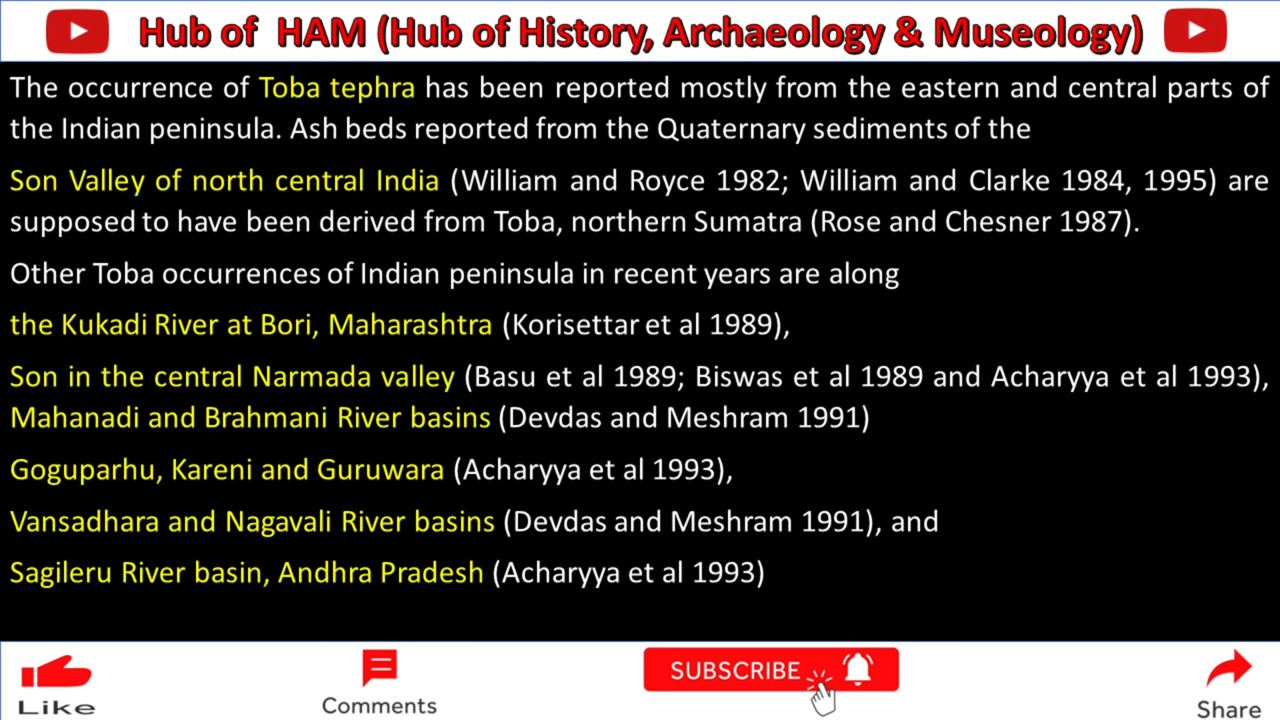 Hub of HAM (Hub of History, Archaeology & Museology)
The occurrence of Toba tephra has been reported mostly from the eastern and central parts of
the Indian peninsula. Ash beds reported from the Quaternary sediments of the
Son Valley of north central India (William and Royce 1982; William and Clarke 1984, 1995) are
supposed to have been derived from Toba, northern Sumatra (Rose and Chesner 1987).
Other Toba occurrences of Indian peninsula in recent years are along
the Kukadi River at Bori, Maharashtra (Korisettar et al 1989),
Son in the central Narmada valley (Basu et al 1989; Biswas et al 1989 and Acharyya et al 1993),
Mahanadi and Brahmani River basins (Devdas and Meshram 1991)
Goguparhu, Kareni and Guruwara (Acharyya et al 1993),
Vansadhara and Nagavali River basins (Devdas and Meshram 1991), and
Sagileru River basin, Andhra Pradesh (Acharyya et al 1993)
Like
Comments
SUBSCRIBE
Share